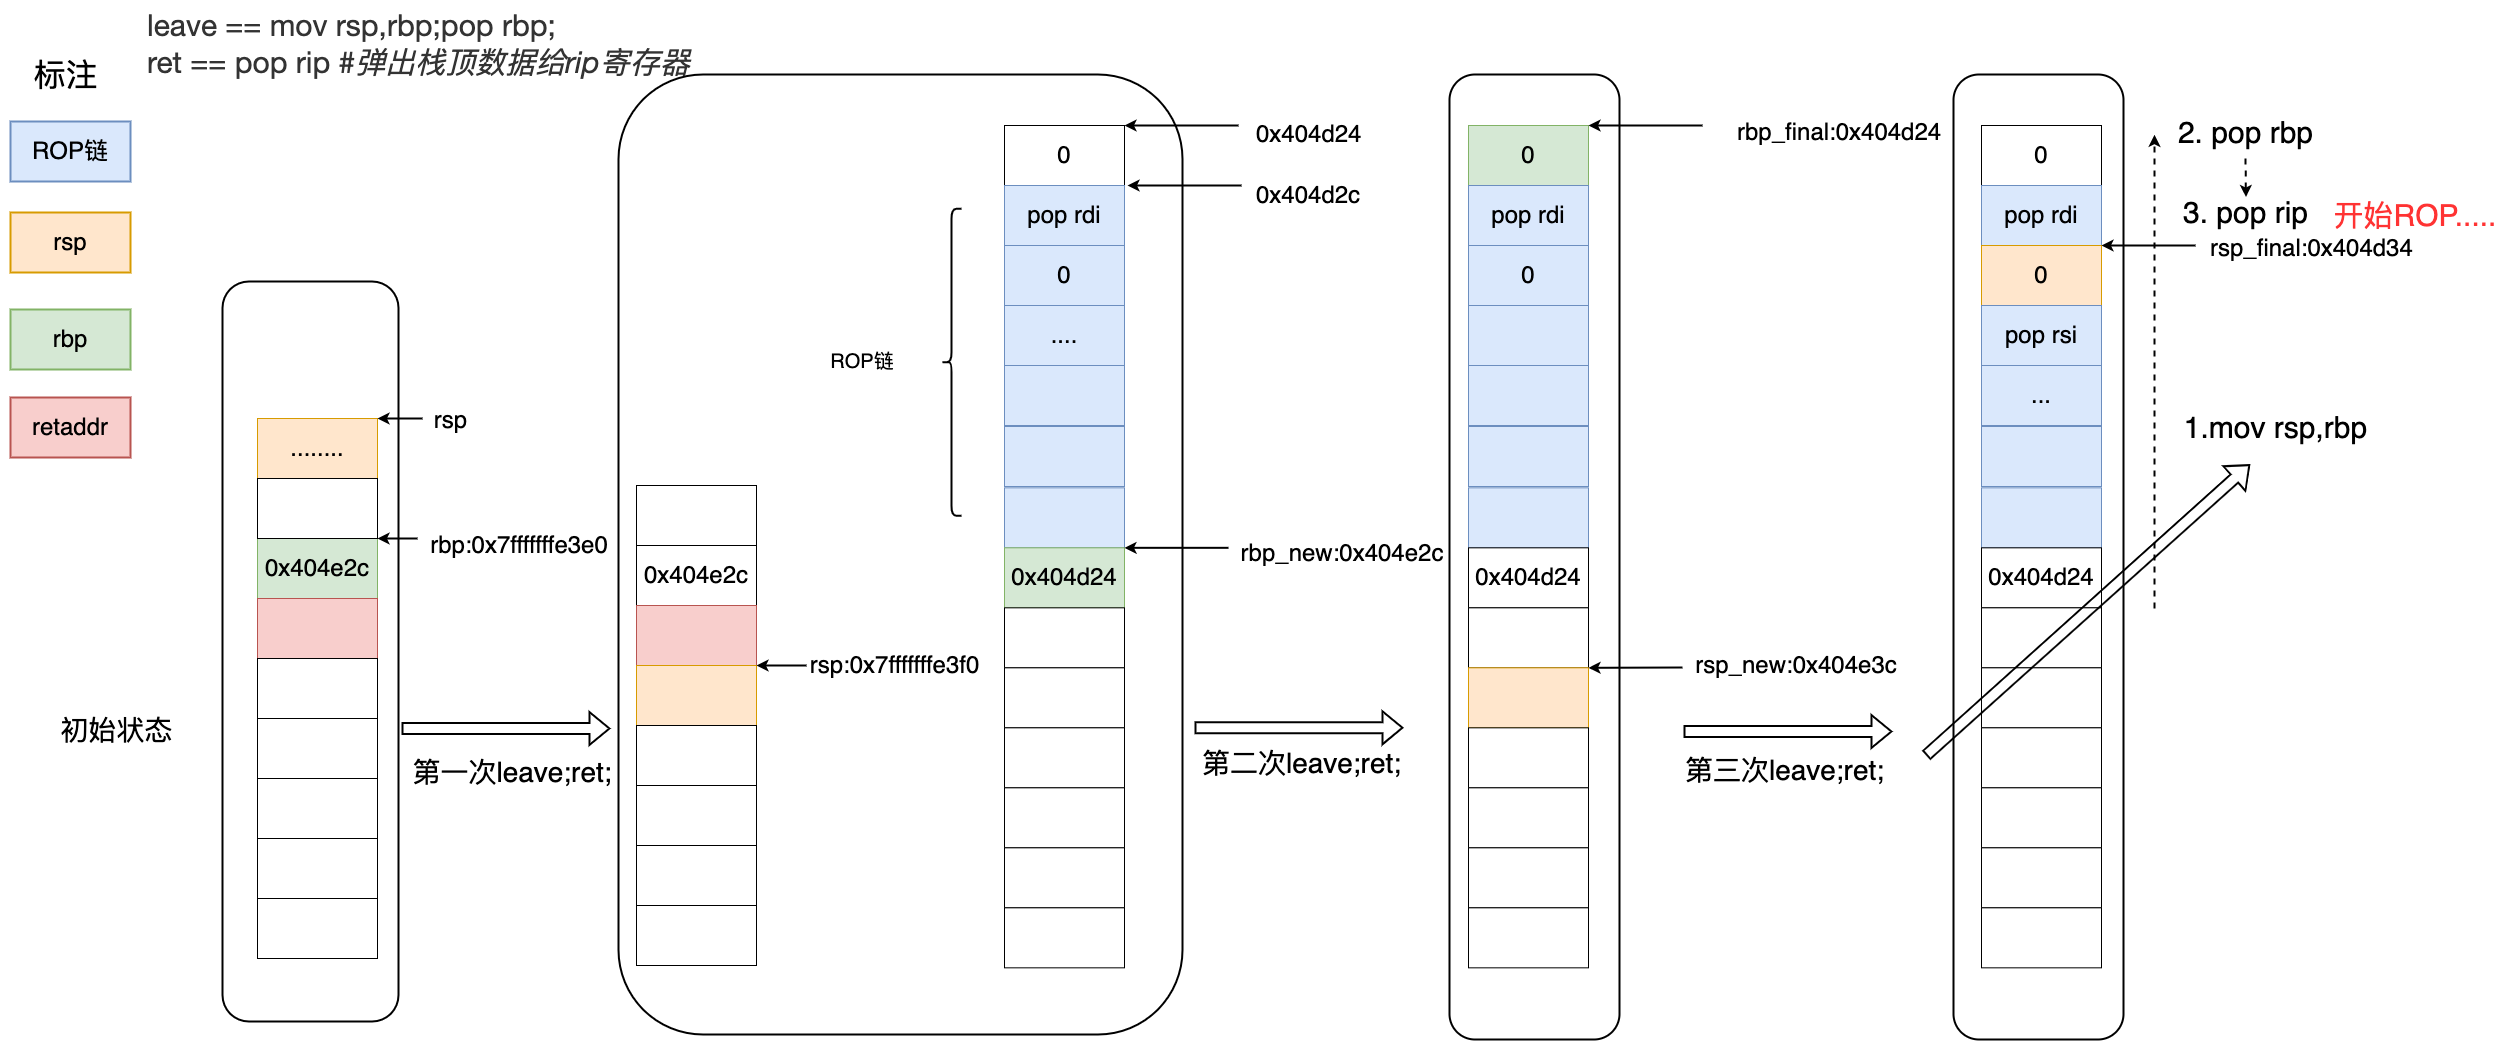 leave == mov rsp,rbp;pop rbp;
ret == pop rip #弹出栈顶数据给rip寄存器
标注
ROP链
rsp
rbp
retaddr
初始状态
rsp
........
rbp:0x7fffffffe3e0
0x404e2c
第一次leave;ret;
0x404e2c
rsp:0x7fffffffe3f0
ROP链
0x404d24
0
0x404d2c
pop rdi
0
....
rbp_new:0x404e2c
0x404d24
第二次leave;ret;
rbp_final:0x404d24
0
pop rdi
0
0x404d24
rsp_new:0x404e3c
第三次leave;ret;
0
pop rdi
0
pop rsi
...
0x404d24
2. pop rbp
3. pop rip
开始ROP.....
rsp_final:0x404d34
1.mov rsp,rbp